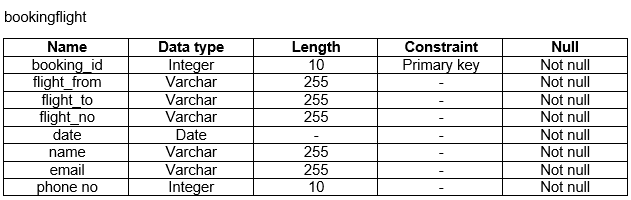 bookingflight
Name Data type Length Constraint Null
booking_id Integer 10 Primary key Not null
flight_from Varchar 255 - Not null
flight_to Varchar 255 - Not null
flight_no Varchar 255 - Not null
date Date - - Not null
name Varchar 255 - Not null
email Varchar 255 - Not null
phone no Integer 10 - Not null